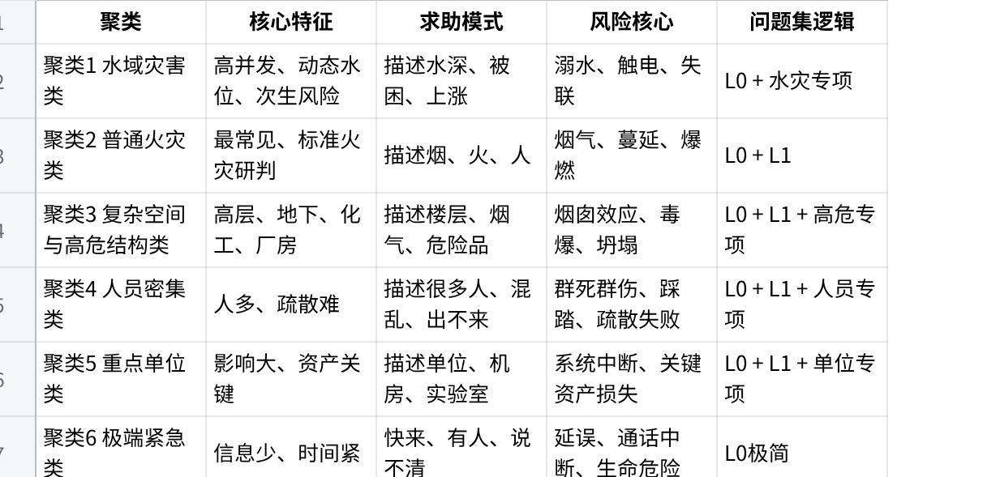 聚类 核心特征 求助模式 风险核心 问题集逻辑
1
聚类1 水域灾害 高并发、动态水 描述水深、被 溺水、触电、失
2 L0 + 水灾专项
类 位、次生风险 困、上涨 联
聚类2 普通火灾 最常见、标准火 烟气、蔓延、爆
3 描述烟、火、人 L0 + L1
类 灾研判 燃
聚类3 复杂空间 高层、地下、化 描述楼层、烟 烟囱效应、毒 L0 + L1 + 高危专
4
与高危结构类 工、厂房 气、危险品 爆、坍塌 项
聚类4 人员密集 描述很多人、混 群死群伤、踩 L0 + L1 + 人员专
5 人多、疏散难
类 乱、出不来 踏、疏散失败 项
聚类5 重点单位 影响大、资产关 描述单位、机 系统中断、关键 L0 + L1 + 单位专
6
类 键 房、实验室 资产损失 项
聚类6 极端紧急 快来、有人、说 延误、通话中
7 信息少、时间紧 L0极简
类 不清 断、生命危险